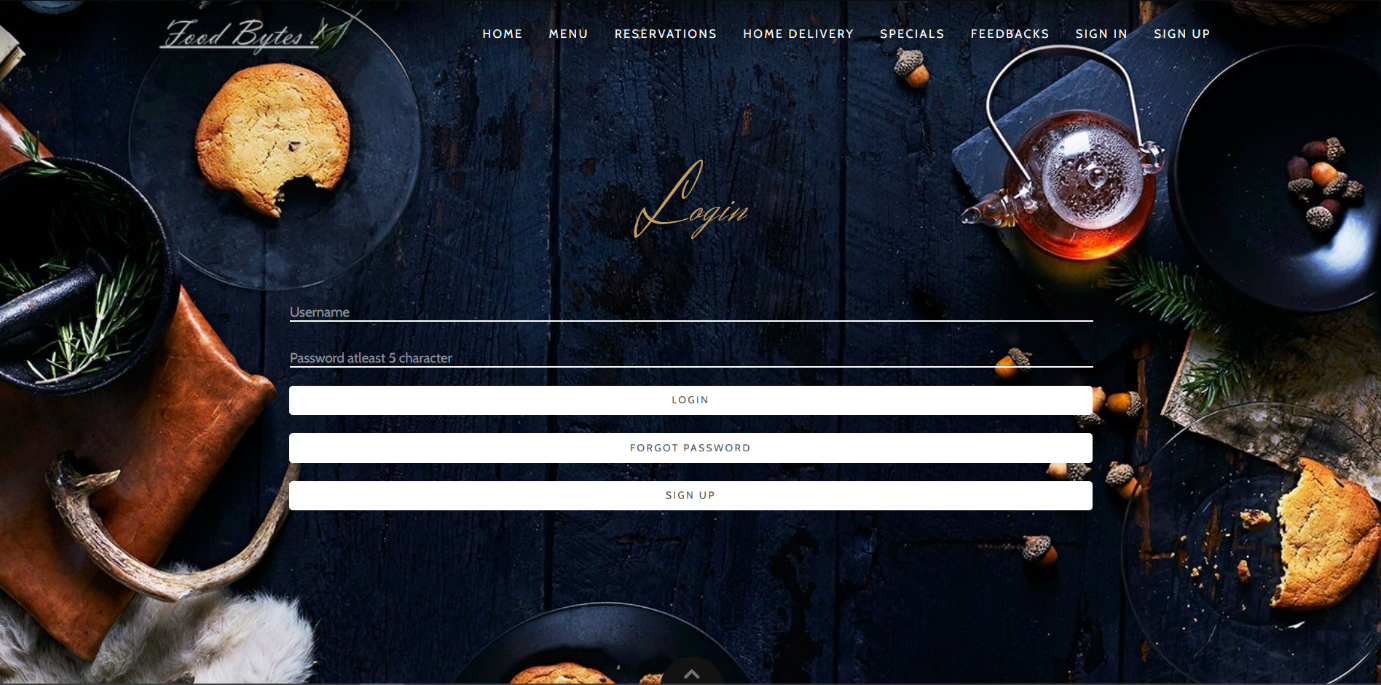 Food Bytes
HOME MENU RESERVATIONS HOME DELIVERY SPECIALS FEEDBACKS SIGN IN SIGN UP
Login
Username
Password atleast 5 character
LOGIN
FORGOT PASSWORD
SIGN UP